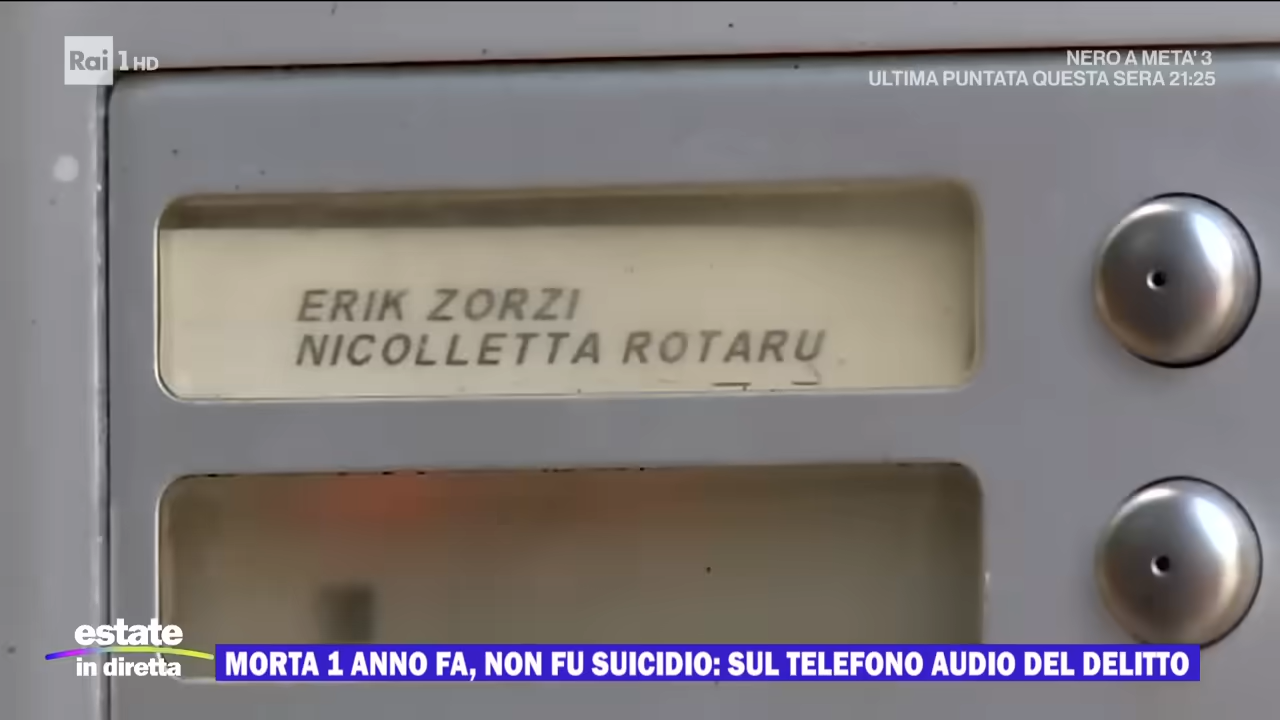 Rai 1 HD
NERO A META' 3
ULTIMA PUNTATA QUESTA SERA 21:25
ERIK ZORZI
NICOLLETTA ROTARU
estate
in diretta
MORTA 1 ANNO FA, NON FU SUICIDIO: SUL TELEFONO AUDIO DEL DELITTO